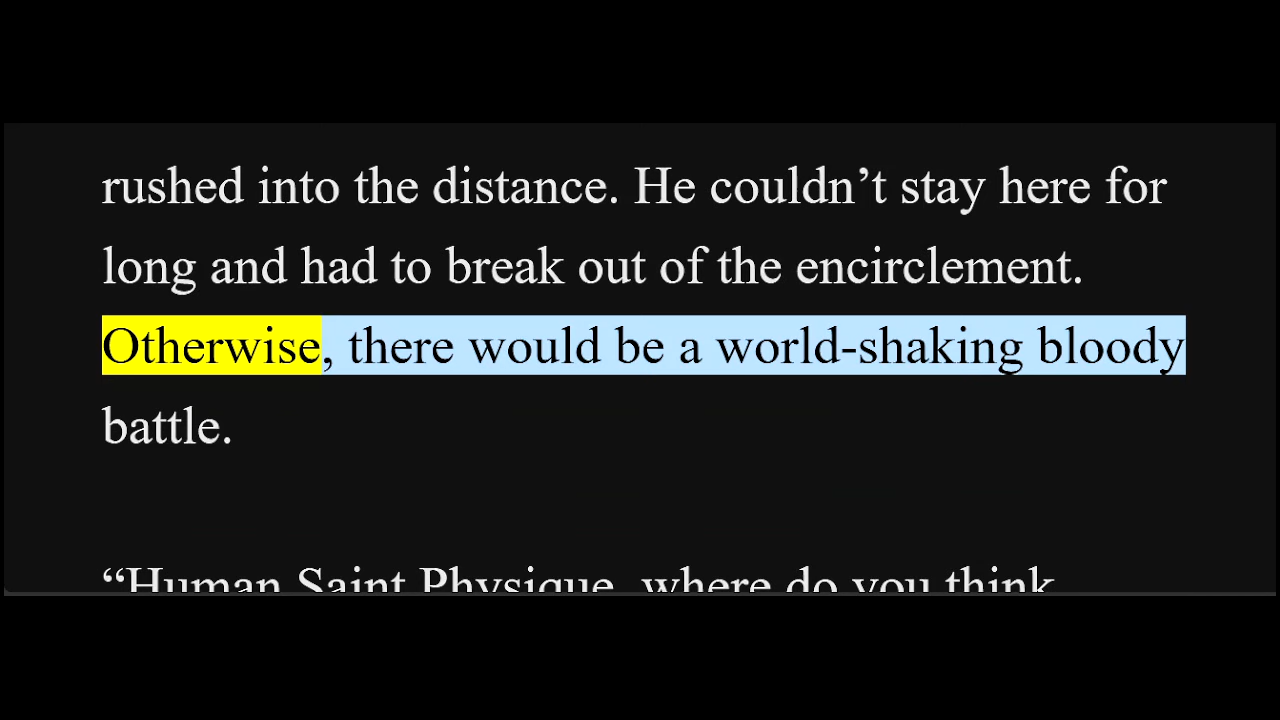 rushed into the distance. He couldn’t stay here for
long and had to break out of the encirclement.
Otherwise, there would be a world-shaking bloody
battle.
“Human Saint Physique, where do you think